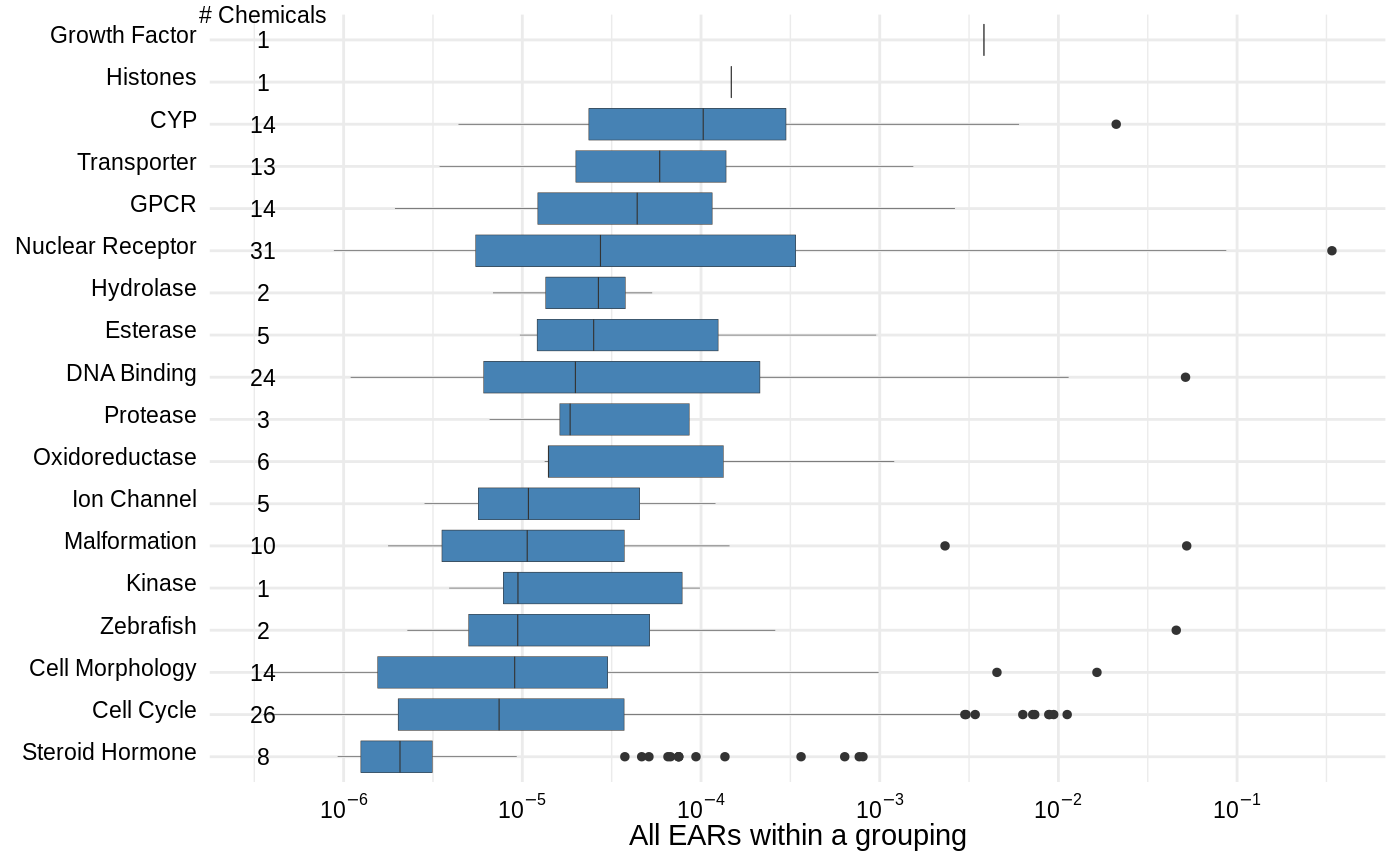 # Chemicals
Growth Factor 1
Histones 1
CYP 14
Transporter 13
GPCR 14
Nuclear Receptor 31
Hydrolase 2
Esterase 5
DNA Binding 24
Protease 3
Oxidoreductase 6
Ion Channel 5
Malformation 10
Kinase 1
Zebrafish 2
Cell Morphology 14
Cell Cycle 26
Steroid Hormone 8
10⁻⁶ 10⁻⁵ 10⁻⁴ 10⁻³ 10⁻² 10⁻¹
All EARs within a grouping